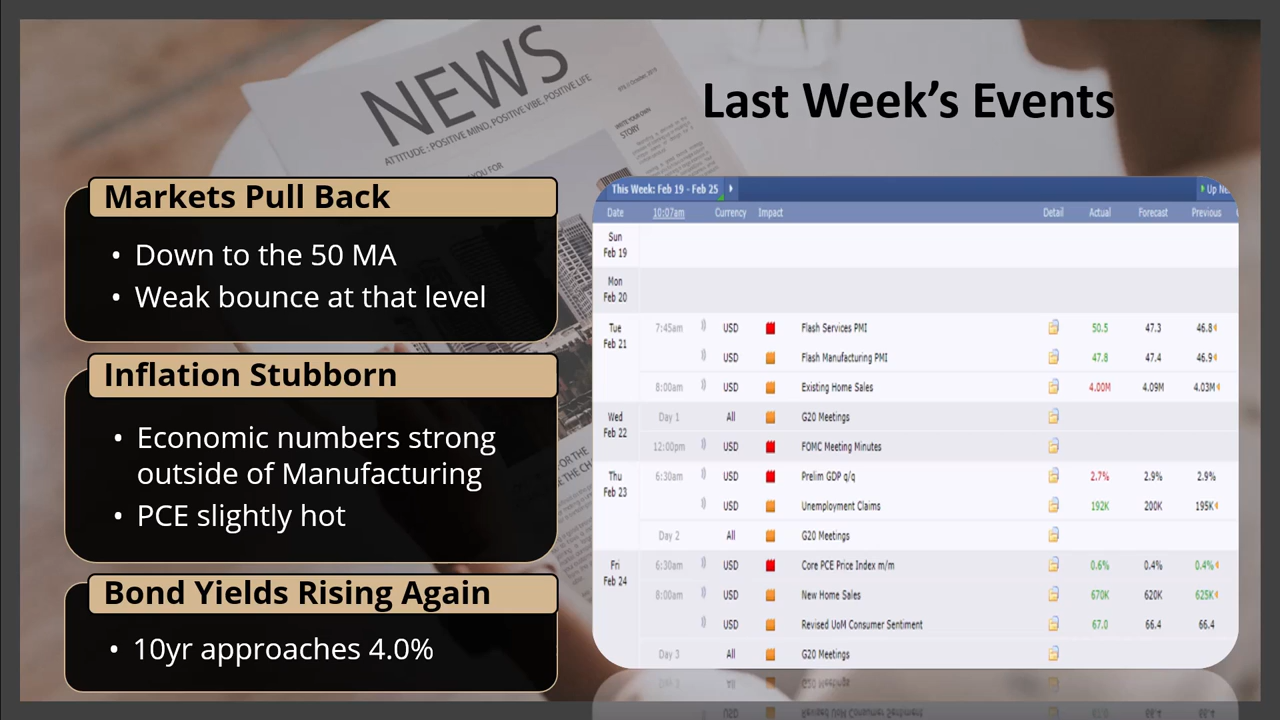 NEWS
ATTITUDE : POSITIVE MIND, POSITIVE VIBE, POSITIVE LIFE
STORY
Last Week's Events
Markets Pull Back
• Down to the 50 MA
• Weak bounce at that level
Inflation Stubborn
• Economic numbers strong
outside of Manufacturing
• PCE slightly hot
Bond Yields Rising Again
• 10yr approaches 4.0%
This Week: Feb 19 - Feb 25 Up Ne
Date 10:07am Currency Impact Detail Actual Forecast Previous
Sun
Feb 19
Mon
Feb 20
Tue 7:45am USD Flash Services PMI 50.5 47.3 46.8
Feb 21
USD Flash Manufacturing PMI 47.8 47.4 46.9
8:00am USD Existing Home Sales 4.00M 4.09M 4.03M
Wed Day 1 All G20 Meetings
Feb 22
12:00pm USD FOMC Meeting Minutes
Thu 6:30am USD Prelim GDP q/q 2.7% 2.9% 2.9%
Feb 23
USD Unemployment Claims 192K 200K 195K
Day 2 All G20 Meetings
Fri 6:30am USD Core PCE Price Index m/m 0.6% 0.4% 0.4%
Feb 24
8:00am USD New Home Sales 670K 620K 625K
USD Revised UoM Consumer Sentiment 67.0 66.4 66.4
Day 3 All G20 Meetings